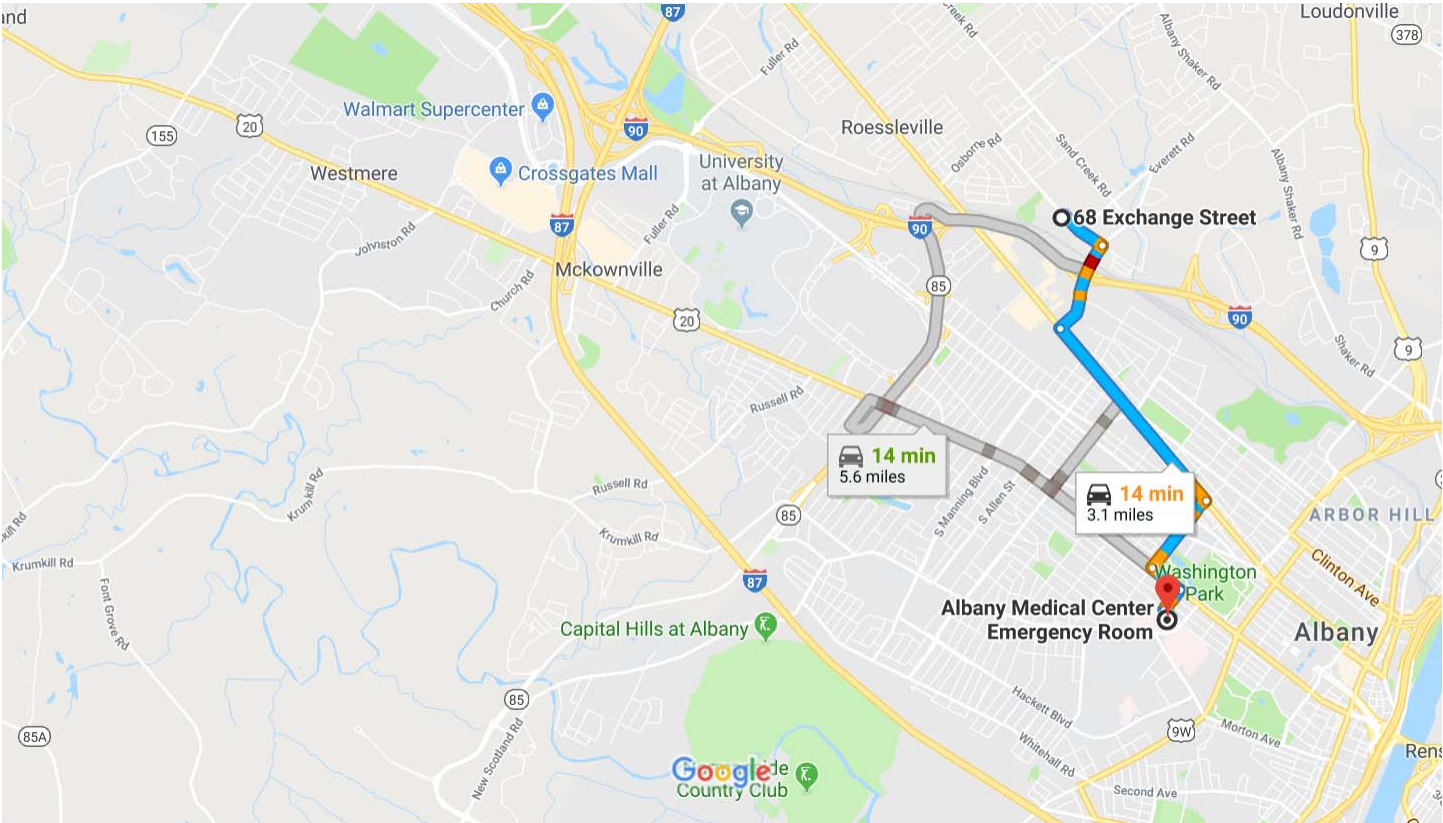 and
87
Loudonville
378
Creek Rd
Albany Shaker Rd
Fuller Rd
Walmart Supercenter
20
155
90
Roessleville
Westmere
Crossgates Mall
University
at Albany
Osborne Rd
Sand Creek Rd
Everett Rd
Albany Shaker Rd
87
Fuller Rd
90
68 Exchange Street
9
Johnston Rd
Mckownville
Church Rd
85
20
90
Shaker Rd
9
Russell Rd
14 min
5.6 miles
14 min
3.1 miles
Russell Rd
Krumkill Rd
S Manning Blvd
S Allen St
85
ARBOR HILL
Krumkill Rd
Krumkill Rd
Font Grove Rd
87
Clinton Ave
Washington
Park
Albany Medical Center
Emergency Room
Capital Hills at Albany
Albany
85
Hackett Blvd
9W
Morton Ave
85A
New Scotland Rd
Whitehall Rd
Rens
Google
Country Club
Second Ave